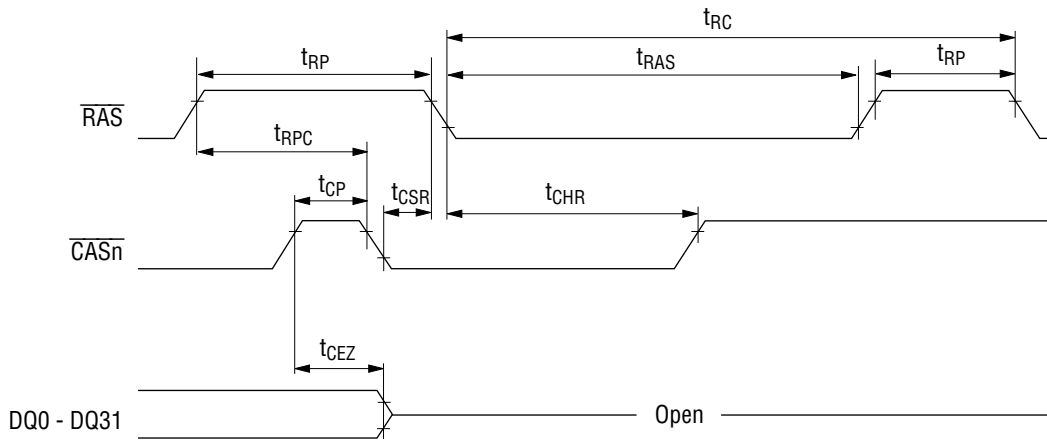 tRC
tRP tRAS tRP
RAS
tRPC
tCP tCSR tCHR
CASn
tCEZ
DQ0 - DQ31 Open